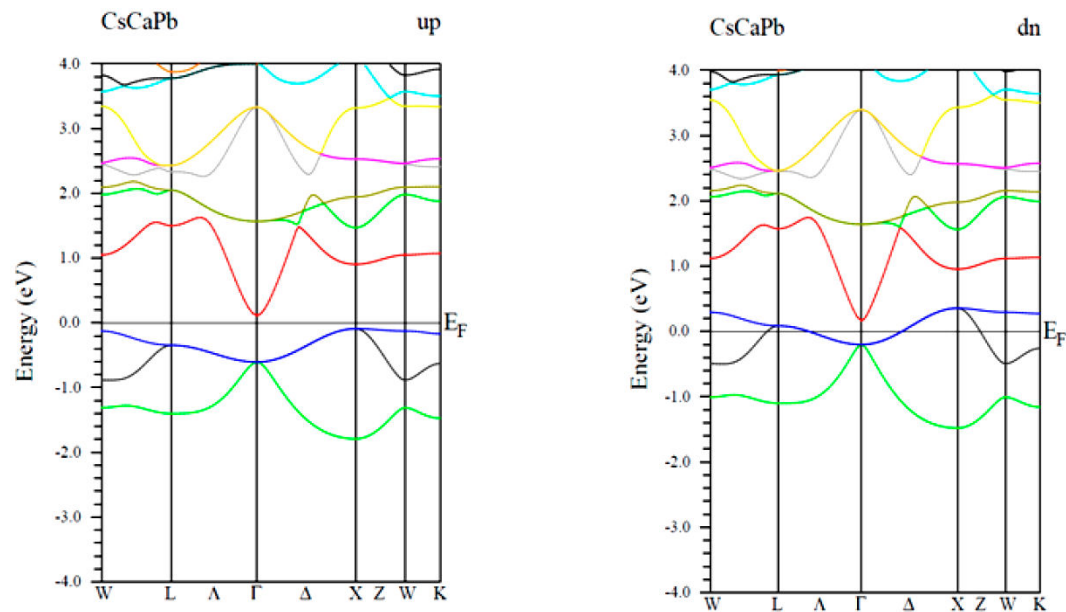 CsCaPb up
4.0
3.0
2.0
1.0
0.0
-1.0
-2.0
-3.0
-4.0
Energy (eV)
E_F
W L Λ Γ Δ X Z W K
CsCaPb dn
4.0
3.0
2.0
1.0
0.0
-1.0
-2.0
-3.0
-4.0
Energy (eV)
E_F
W L Λ Γ Δ X Z W K